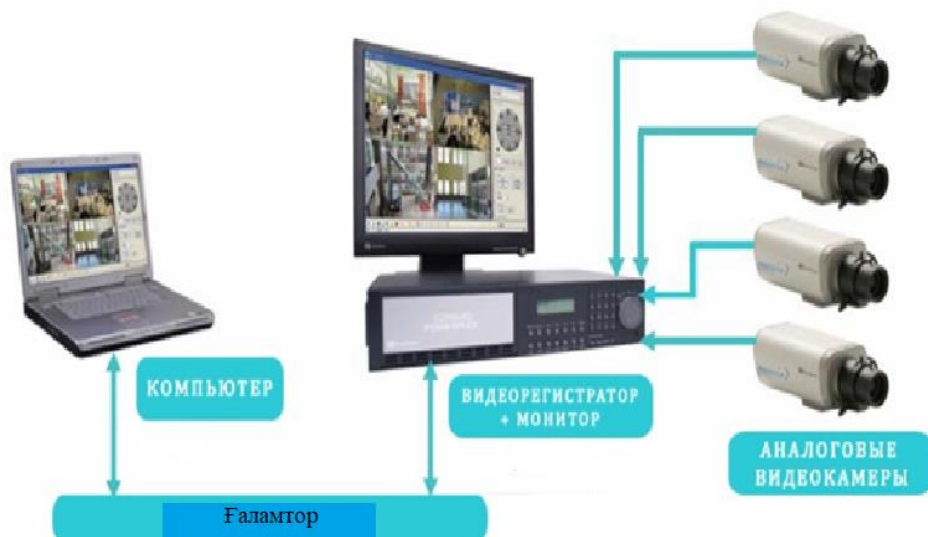 КОМПЬЮТЕР
ВИДЕОРЕГИСТРАТОР
+ МОНИТОР
АНАЛОГОВЫЕ
ВИДЕОКАМЕРЫ
Ғаламтор